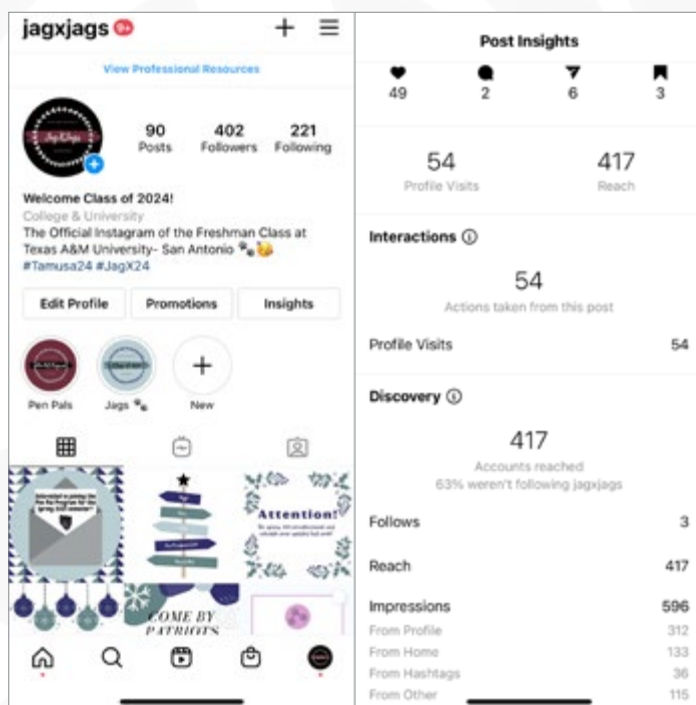 jagxjags 9+
View Professional Resources
90
Posts
402
Followers
221
Following
Welcome Class of 2024!
College & University
The Official Instagram of the Freshman Class at
Texas A&M University- San Antonio
#Tamusa24 #JagX24
Edit Profile
Promotions
Insights
Pen Pals
Jags
New
Attention!
COME BY
PATRIOTS
Post Insights
49
2
6
3
54
Profile Visits
417
Reach
Interactions
54
Actions taken from this post
Profile Visits 54
Discovery
417
Accounts reached
63% weren't following jagxjags
Follows 3
Reach 417
Impressions 596
From Profile 312
From Home 133
From Hashtags 36
From Other 115